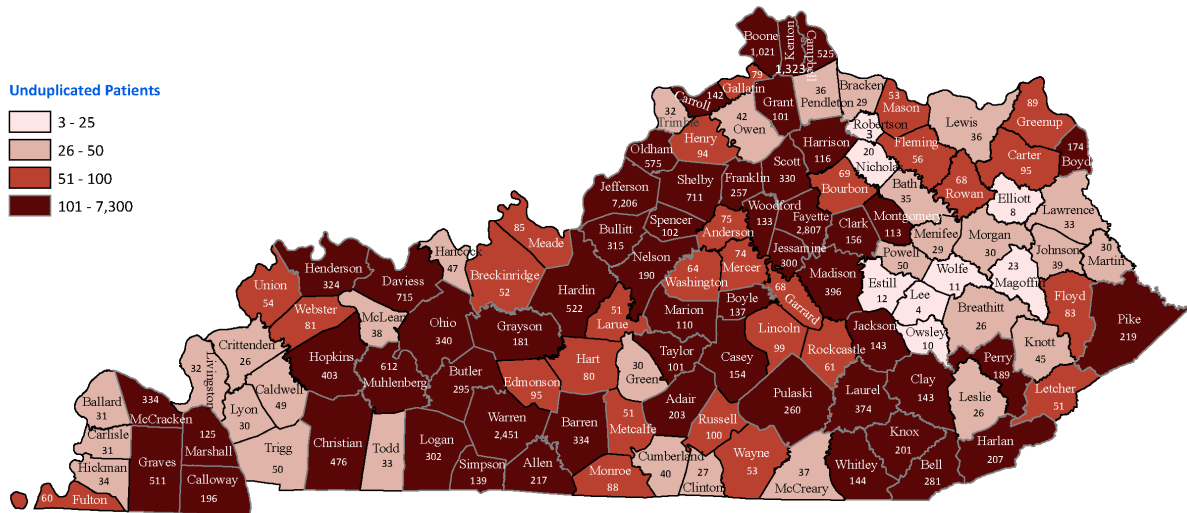 Unduplicated Patients
3 - 25
26 - 50
51 - 100
101 - 7,300
Boone
1,021
Kenton
1,323
Campbell
525
79
Gallatin
Carroll
142
Grant
101
36
Pendleton
Bracken
29
53
Mason
Robertson
3
Lewis
36
89
Greenup
174
Boyd
Carter
95
32
Trimble
42
Owen
Henry
94
Oldham
575
Harrison
116
20
Nichola
Fleming
56
68
Rowan
Elliott
8
Lawrence
33
Jefferson
7,206
Shelby
711
Franklin
257
Scott
330
69
Bourbon
Bath
35
Woodford
133
Fayette
2,807
Clark
156
Montgomery
113
Menifee
29
Morgan
30
Johnson
39
30
Martin
Spencer
102
75
Anderson
Bullitt
315
Jessamine
300
Powell
50
Wolfe
11
23
Magoffin
85
Meade
Hancock
47
Breckinridge
52
Nelson
190
64
Washington
74
Mercer
Madison
396
Estill
12
Lee
4
Breathitt
26
Floyd
83
Pike
219
Henderson
324
Daviess
715
Union
54
Webster
81
McLean
38
Ohio
340
Grayson
181
Hardin
522
51
Larue
Marion
110
Boyle
137
68
Garrard
Lincoln
99
Rockcastle
61
Jackson
143
Owsley
10
Perry
189
Knott
45
Letcher
51
Crittenden
26
32
Livingston
Hopkins
403
612
Muhlenberg
Butler
295
Edmonson
95
Hart
80
30
Green
Taylor
101
Casey
154
Pulaski
260
Laurel
374
Clay
143
Leslie
26
Harlan
207
Ballard
31
334
McCracken
Lyon
30
Caldwell
49
Carlisle
31
125
Marshall
Graves
511
Hickman
34
60
Fulton
Calloway
196
Trigg
50
Christian
476
Todd
33
Logan
302
Warren
2,451
Simpson
139
Allen
217
Barren
334
51
Metcalfe
Adair
203
Russell
100
Monroe
88
Cumberland
40
27
Clinton
Wayne
53
37
McCreary
Whitley
144
Knox
201
Bell
281